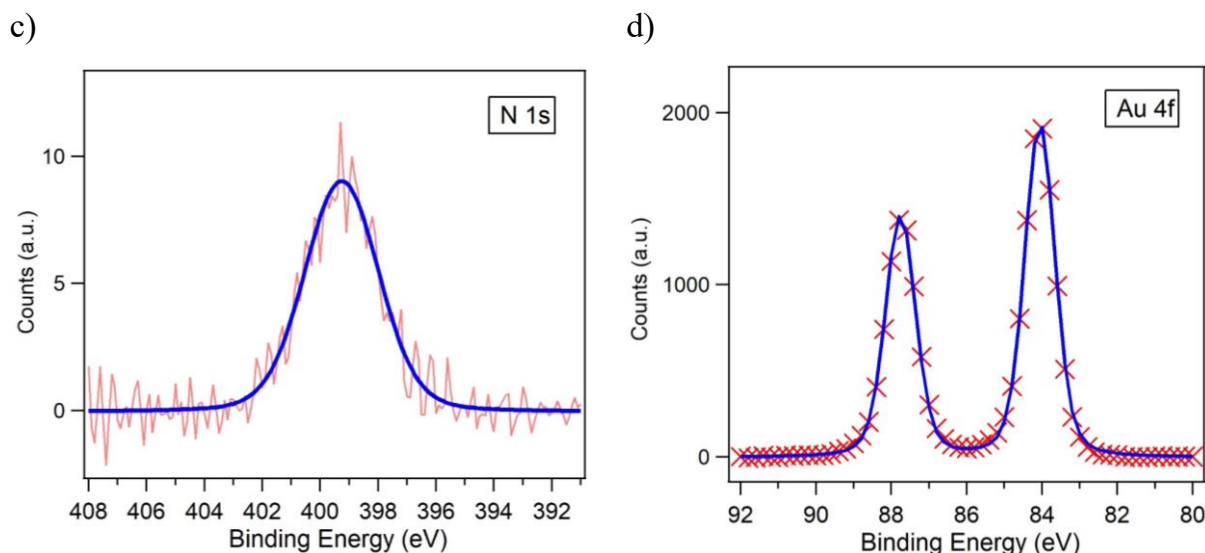 c)
N 1s
Counts (a.u.)
10
5
0
408 406 404 402 400 398 396 394 392
Binding Energy (eV)
d)
Au 4f
Counts (a.u.)
2000
1000
0
92 90 88 86 84 82 80
Binding Energy (eV)